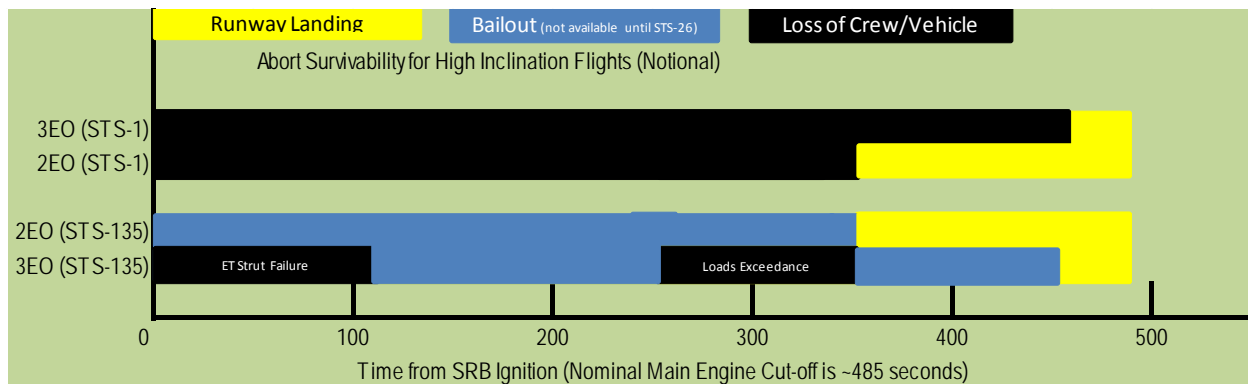 Runway Landing
Bailout (not available until STS-26)
Loss of Crew/Vehicle
Abort Survivability for High Inclination Flights (Notional)
3EO (STS-1)
2EO (STS-1)
2EO (STS-135)
3EO (STS-135)
ET Strut Failure
Loads Exceedance
0 100 200 300 400 500
Time from SRB Ignition (Nominal Main Engine Cut-off is ~485 seconds)